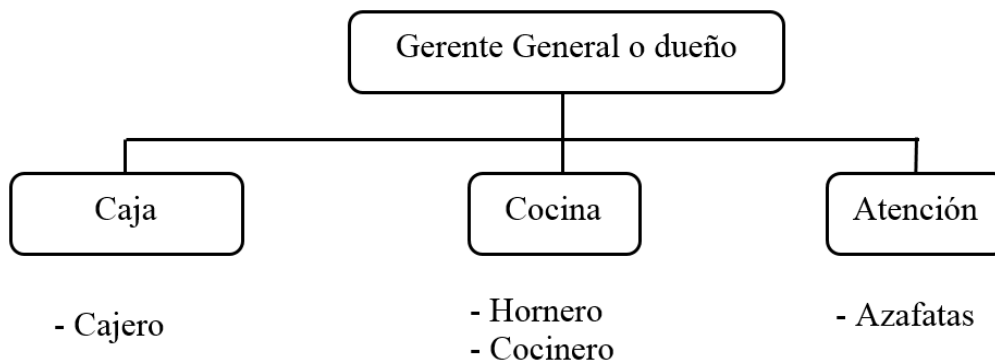 Gerente General o dueño
Caja
Cocina
Atención
- Cajero
- Hornero
- Cocinero
- Azafatas